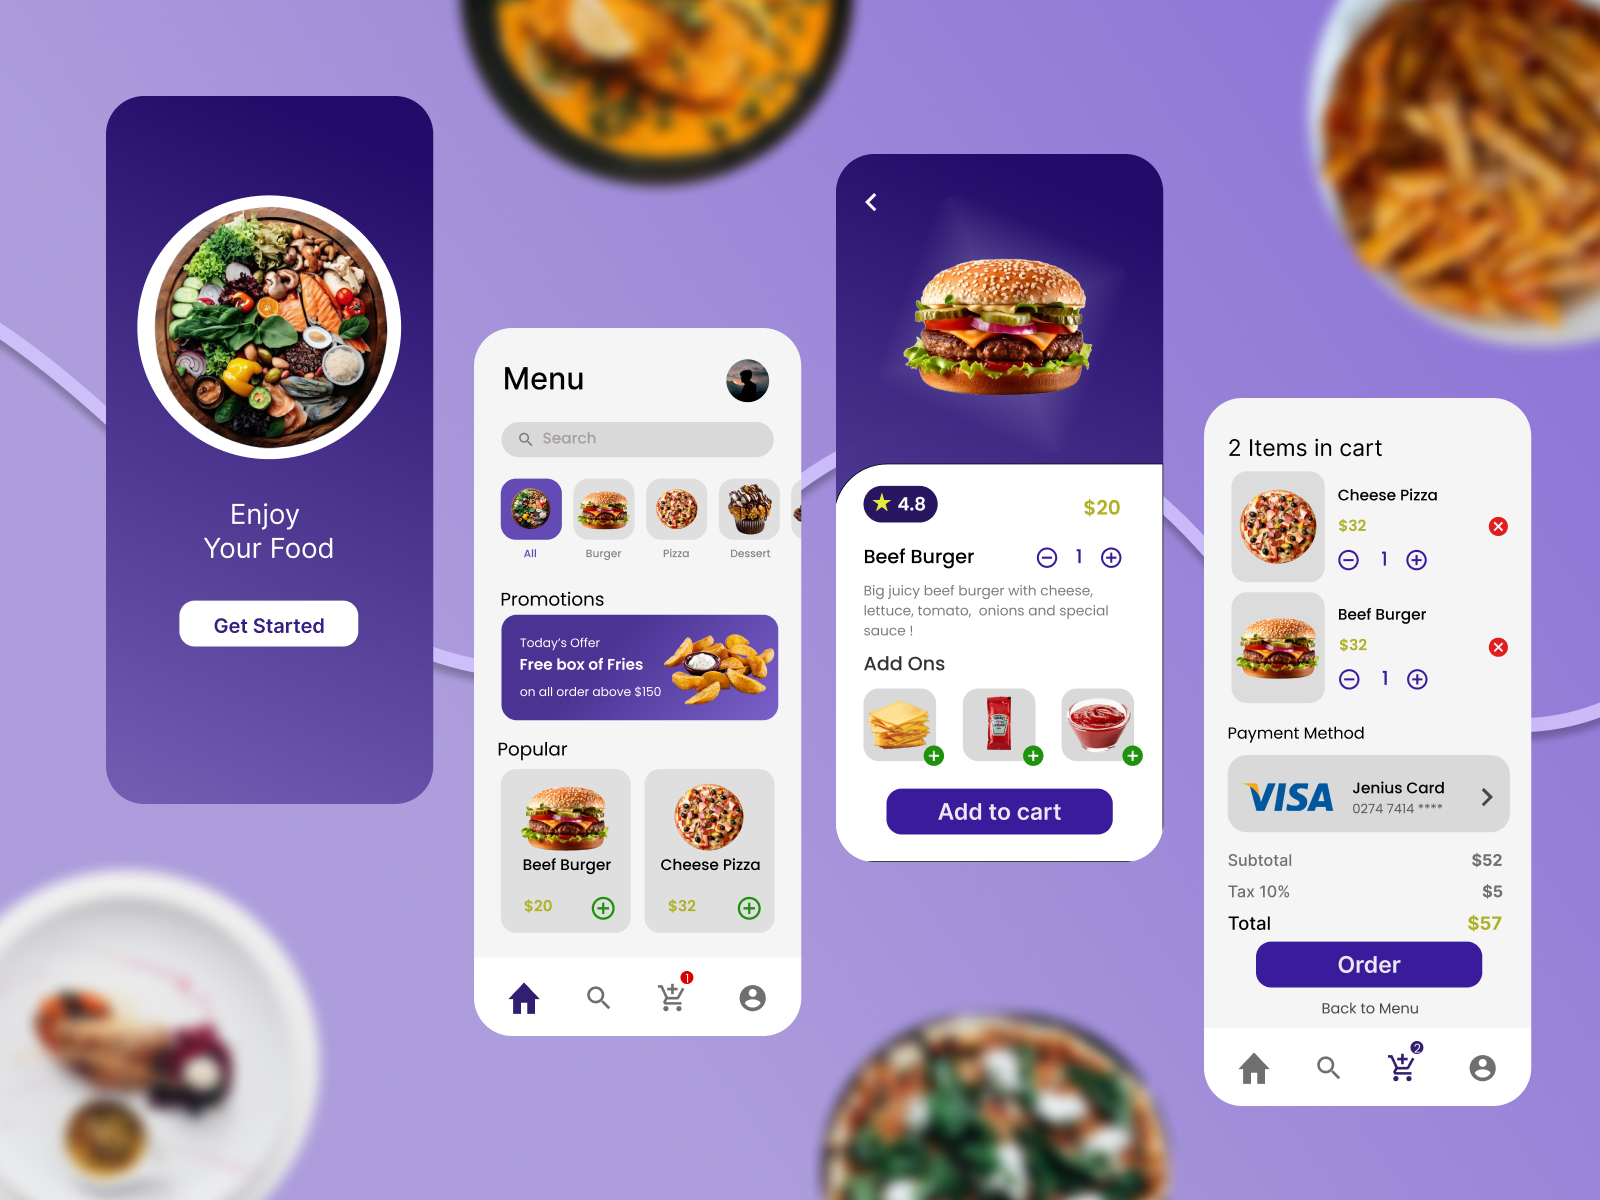 Enjoy
Your Food
Get Started
Menu
Search
All
Burger
Pizza
Dessert
Promotions
Today's Offer
Free box of Fries
on all order above $150
Popular
Beef Burger
Cheese Pizza
$20
$32
1
4.8
$20
Beef Burger
1
Big juicy beef burger with cheese,
lettuce, tomato,  onions and special
sauce !
Add Ons
HEINZ
Add to cart
2 Items in cart
Cheese Pizza
$32
1
Beef Burger
$32
1
Payment Method
VISA
Jenius Card
0274 7414 ****
Subtotal
$52
Tax 10%
$5
Total
$57
Order
Back to Menu
2